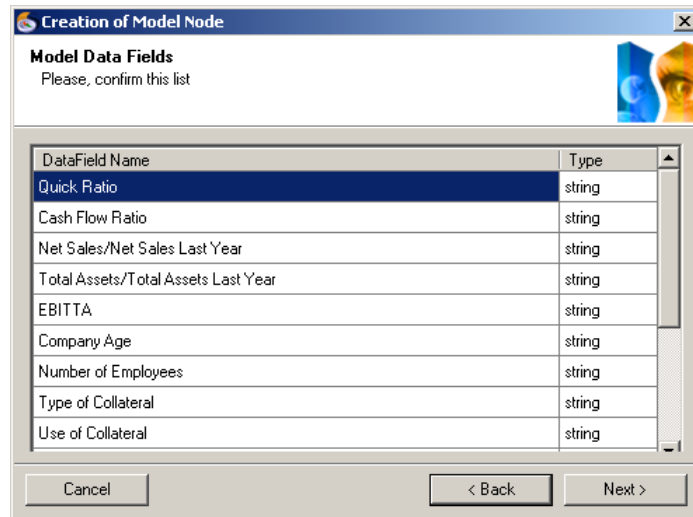 Creation of Model Node
Model Data Fields
Please, confirm this list
DataField Name Type
Quick Ratio string
Cash Flow Ratio string
Net Sales/Net Sales Last Year string
Total Assets/Total Assets Last Year string
EBITTA string
Company Age string
Number of Employees string
Type of Collateral string
Use of Collateral string
Cancel < Back Next >